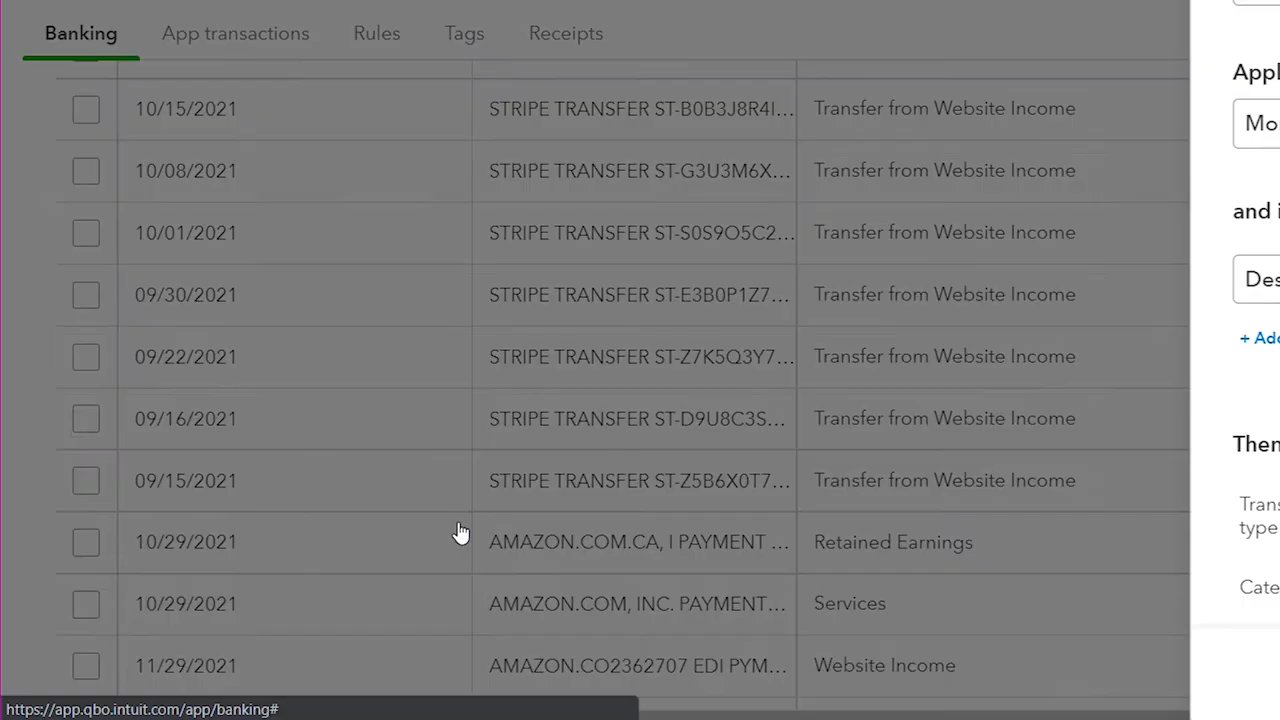 Banking App transactions Rules Tags Receipts
10/15/2021 STRIPE TRANSFER ST-B0B3J8R4I... Transfer from Website Income
10/08/2021 STRIPE TRANSFER ST-G3U3M6X... Transfer from Website Income
10/01/2021 STRIPE TRANSFER ST-S0S9O5C2... Transfer from Website Income
09/30/2021 STRIPE TRANSFER ST-E3B0P1Z7... Transfer from Website Income
09/22/2021 STRIPE TRANSFER ST-Z7K5Q3Y7... Transfer from Website Income
09/16/2021 STRIPE TRANSFER ST-D9U8C3S... Transfer from Website Income
09/15/2021 STRIPE TRANSFER ST-Z5B6X0T7... Transfer from Website Income
10/29/2021 AMAZON.COM.CA, I PAYMENT ... Retained Earnings
10/29/2021 AMAZON.COM, INC. PAYMENT... Services
11/29/2021 AMAZON.CO2362707 EDI PYM... Website Income
https://app.qbo.intuit.com/app/banking#
Appl
Mo
and i
Des
+ Add
Then
Trans
type
Cate